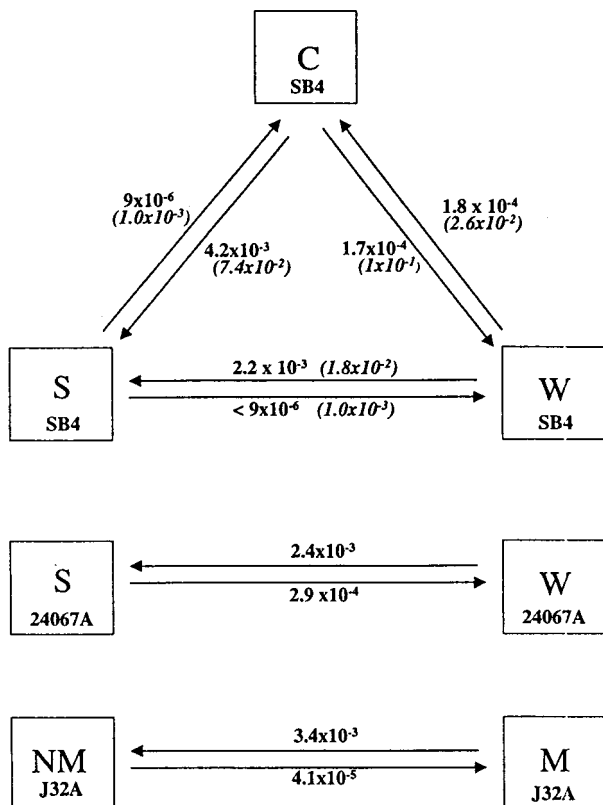 C
SB4
9x10-6
(1.0x10-3)
4.2x10-3
(7.4x10-2)
1.8 x 10-4
(2.6x10-2)
1.7x10-4
(1x10-1)
S
SB4
2.2 x 10-3 (1.8x10-2)
< 9x10-6 (1.0x10-3)
W
SB4
S
24067A
2.4x10-3
2.9 x10-4
W
24067A
NM
J32A
3.4x10-3
4.1x10-5
M
J32A